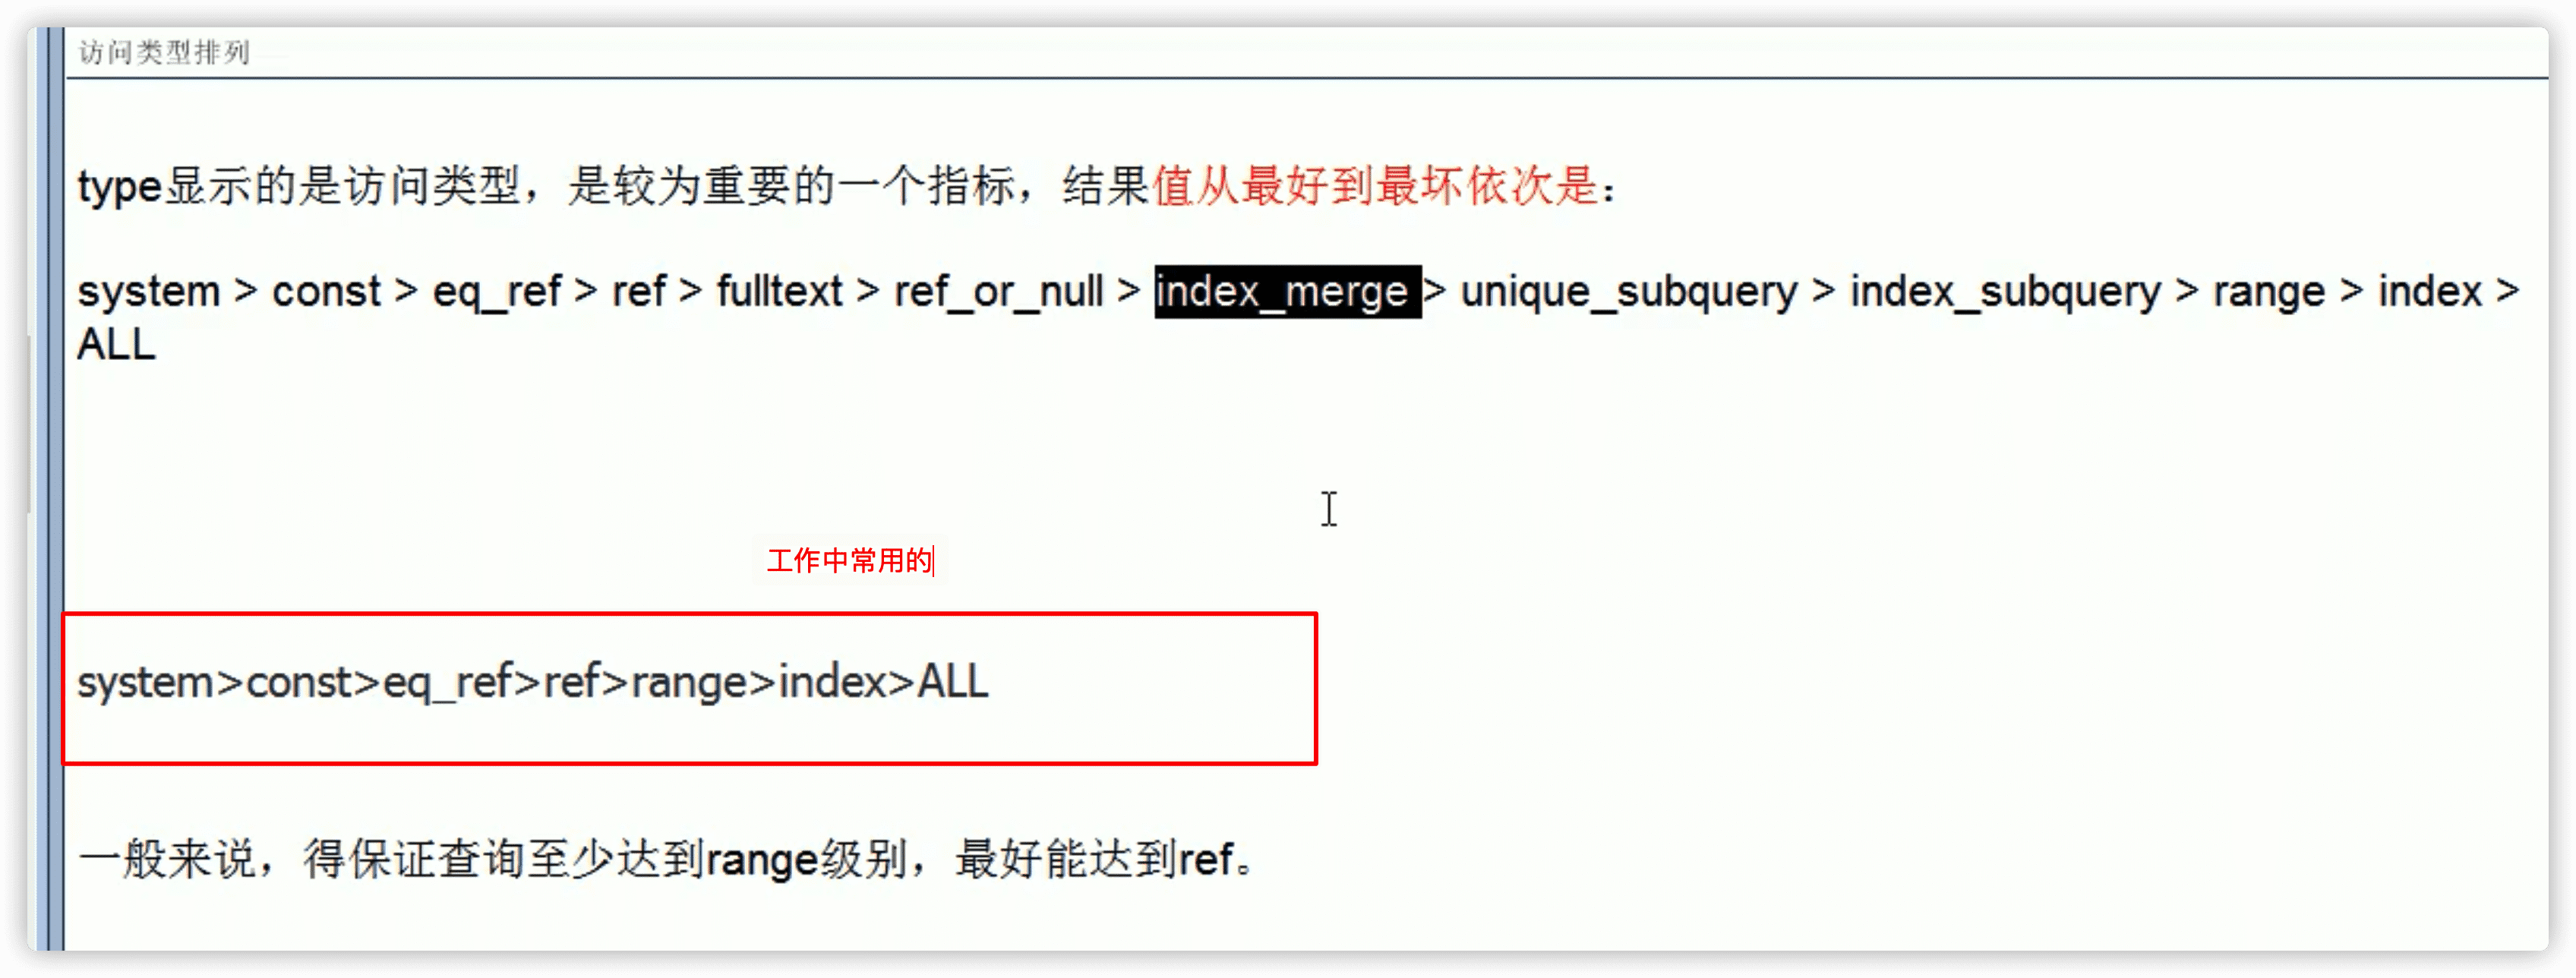 访问类型排列
type显示的是访问类型，是较为重要的一个指标，结果值从最好到最坏依次是：
system > const > eq_ref > ref > fulltext > ref_or_null > index_merge > unique_subquery > index_subquery > range > index >
ALL
工作中常用的
system>const>eq_ref>ref>range>index>ALL
一般来说，得保证查询至少达到range级别，最好能达到ref。